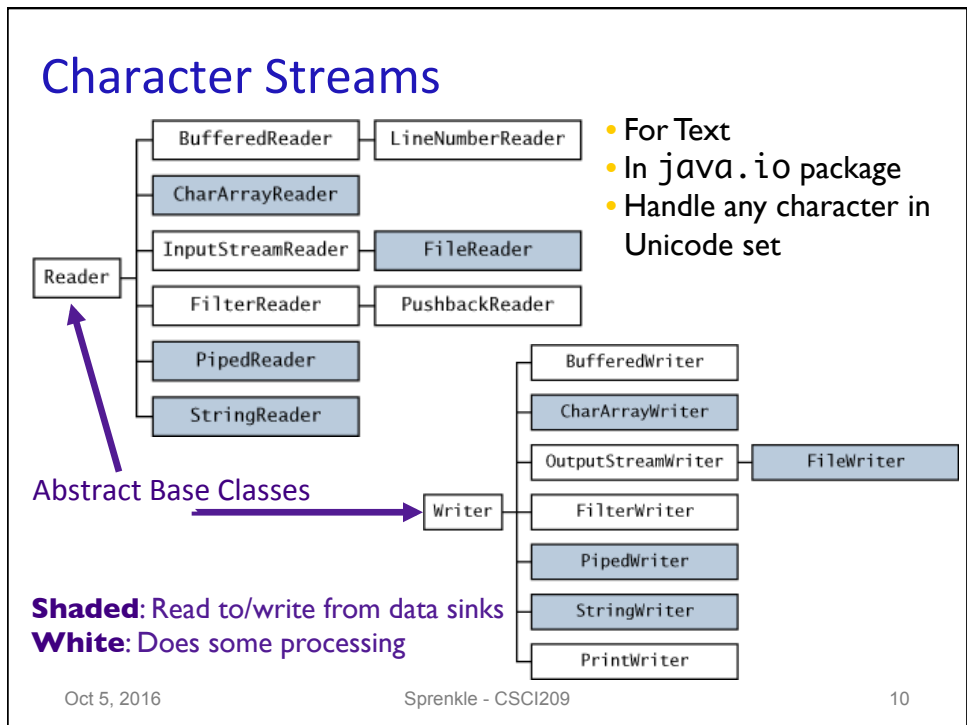 Character Streams
BufferedReader
LineNumberReader
CharArrayReader
InputStreamReader
FileReader
Reader
FilterReader
PushbackReader
PipedReader
StringReader
• For Text
• In java.io package
• Handle any character in
Unicode set
Abstract Base Classes
BufferedWriter
CharArrayWriter
OutputStreamWriter
FileWriter
Writer
FilterWriter
PipedWriter
StringWriter
PrintWriter
Shaded: Read to/write from data sinks
White: Does some processing
Oct 5, 2016
Sprenkle - CSCI209
10